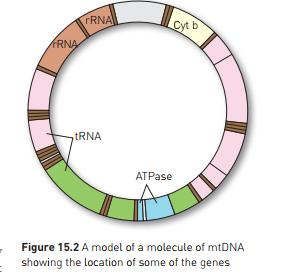 rRNA
Cyt b
rRNA
tRNA
ATPase
Figure 15.2 A model of a molecule of mtDNA
showing the location of some of the genes